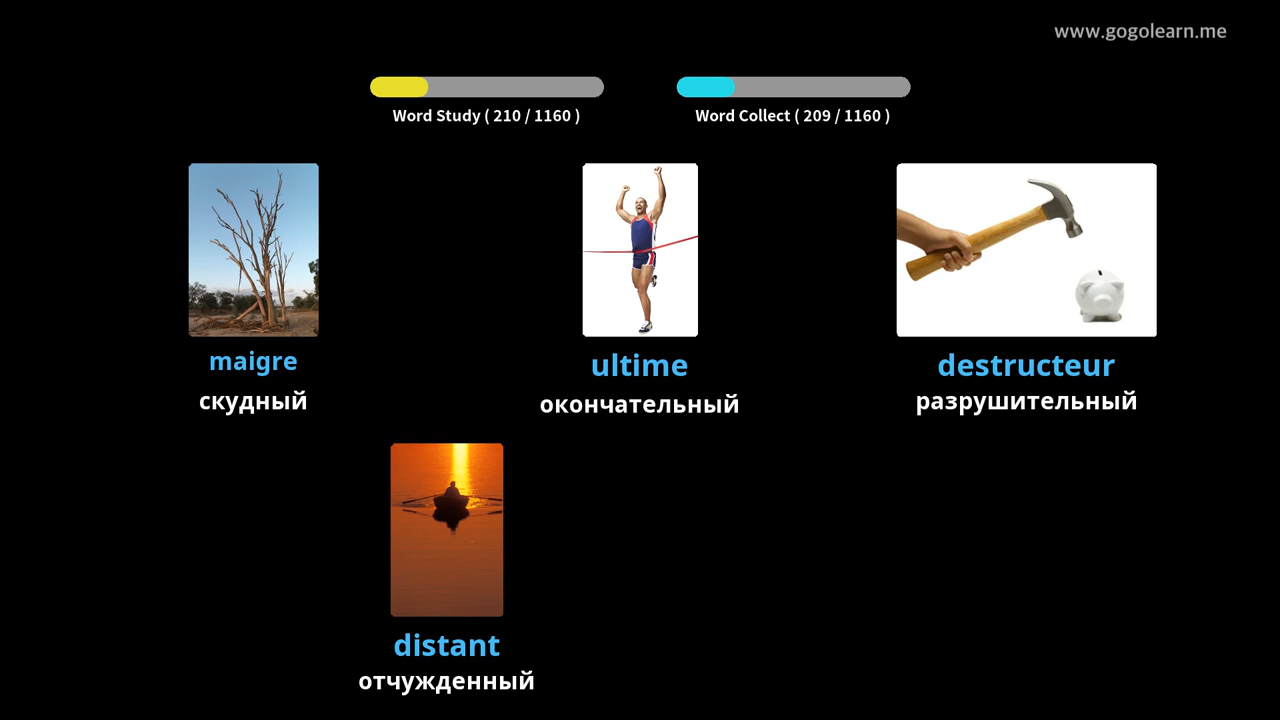 www.gogolearn.me
Word Study ( 210 / 1160 )
Word Collect ( 209 / 1160 )
maigre
скудный
ultime
окончательный
destructeur
разрушительный
distant
отчужденный